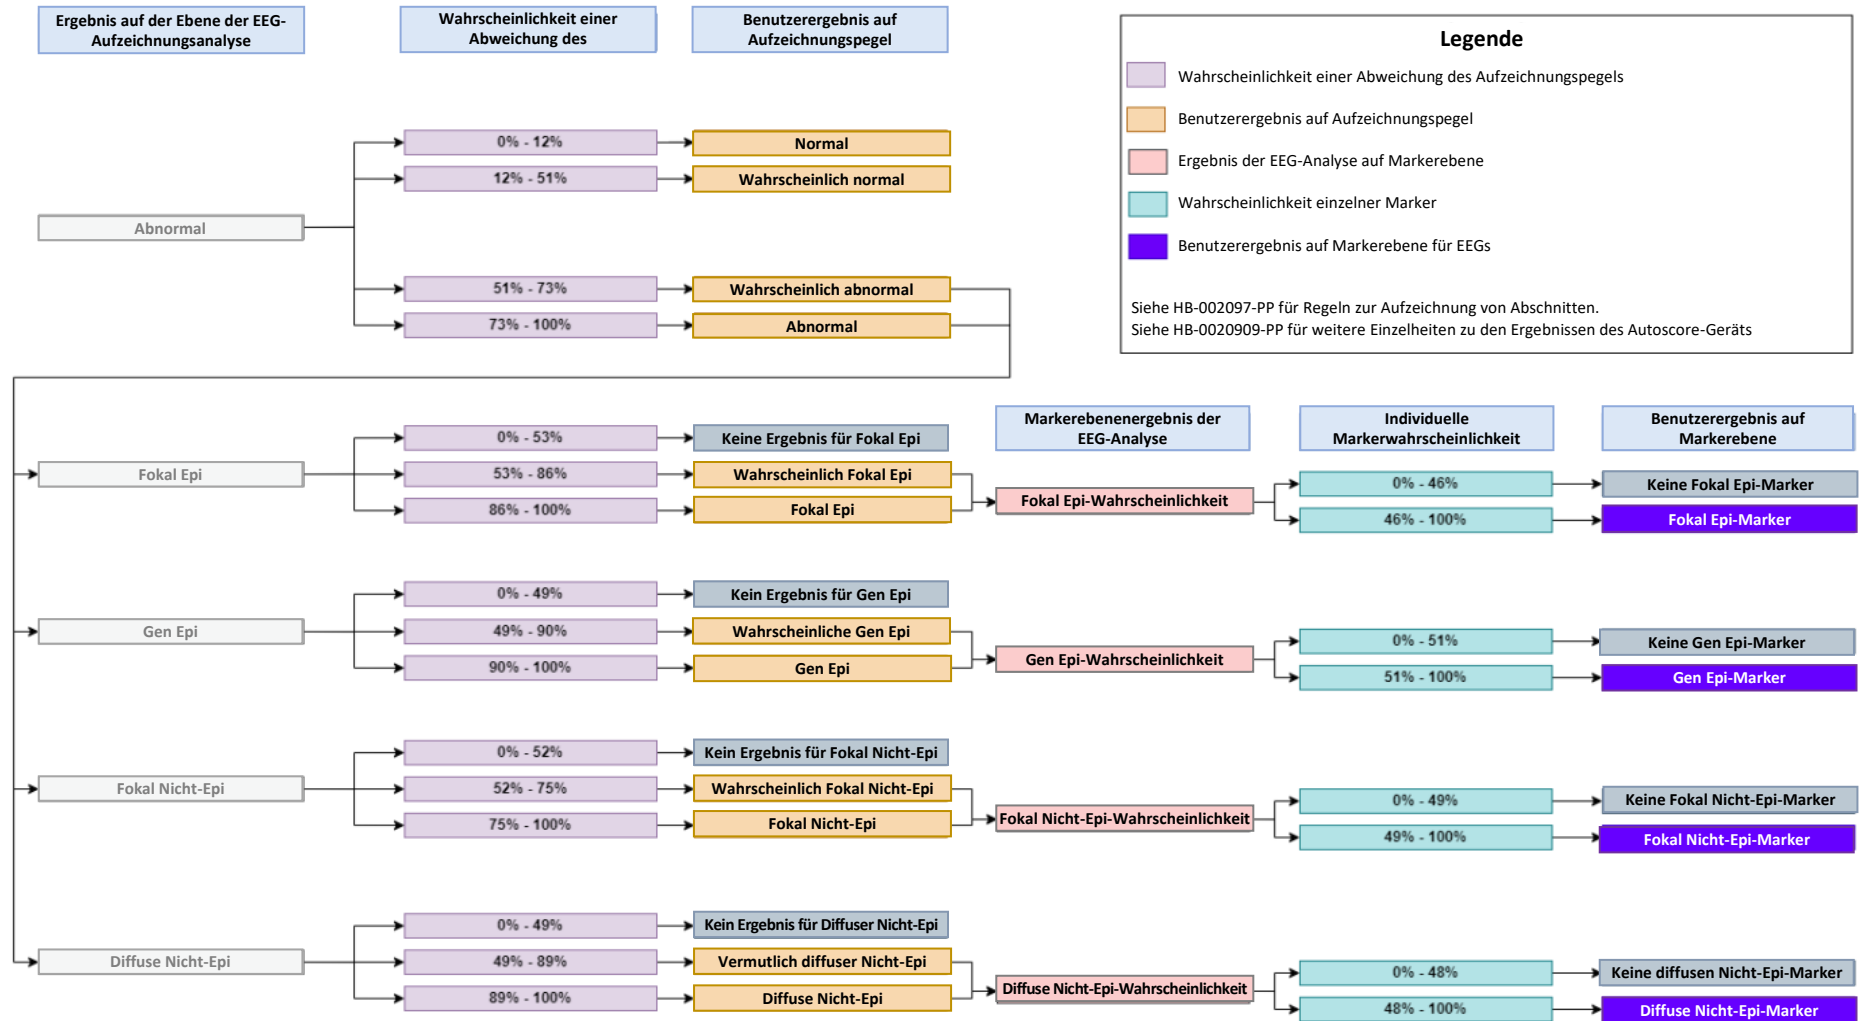 Ergebnis auf der Ebene der EEG-
Aufzeichnungsanalyse
Wahrscheinlichkeit einer
Abweichung des
Benutzerergebnis auf
Aufzeichnungspegel
Legende
Wahrscheinlichkeit einer Abweichung des Aufzeichnungspegels
Benutzerergebnis auf Aufzeichnungspegel
Ergebnis der EEG-Analyse auf Markerebene
Wahrscheinlichkeit einzelner Marker
Benutzerergebnis auf Markerebene für EEGs
Siehe HB-002097-PP für Regeln zur Aufzeichnung von Abschnitten.
Siehe HB-0020909-PP für weitere Einzelheiten zu den Ergebnissen des Autoscore-Geräts
Abnormal
0% - 12%
Normal
12% - 51%
Wahrscheinlich normal
51% - 73%
Wahrscheinlich abnormal
73% - 100%
Abnormal
Markerebenenergebnis der
EEG-Analyse
Individuelle
Markerwahrscheinlichkeit
Benutzerergebnis auf
Markerebene
Fokal Epi
0% - 53%
Keine Ergebnis für Fokal Epi
53% - 86%
Wahrscheinlich Fokal Epi
86% - 100%
Fokal Epi
Fokal Epi-Wahrscheinlichkeit
0% - 46%
Keine Fokal Epi-Marker
46% - 100%
Fokal Epi-Marker
Gen Epi
0% - 49%
Kein Ergebnis für Gen Epi
49% - 90%
Wahrscheinliche Gen Epi
90% - 100%
Gen Epi
Gen Epi-Wahrscheinlichkeit
0% - 51%
Keine Gen Epi-Marker
51% - 100%
Gen Epi-Marker
Fokal Nicht-Epi
0% - 52%
Kein Ergebnis für Fokal Nicht-Epi
52% - 75%
Wahrscheinlich Fokal Nicht-Epi
75% - 100%
Fokal Nicht-Epi
Fokal Nicht-Epi-Wahrscheinlichkeit
0% - 49%
Keine Fokal Nicht-Epi-Marker
49% - 100%
Fokal Nicht-Epi-Marker
Diffuse Nicht-Epi
0% - 49%
Kein Ergebnis für Diffuser Nicht-Epi
49% - 89%
Vermutlich diffuser Nicht-Epi
89% - 100%
Diffuse Nicht-Epi
Diffuse Nicht-Epi-Wahrscheinlichkeit
0% - 48%
Keine diffusen Nicht-Epi-Marker
48% - 100%
Diffuse Nicht-Epi-Marker